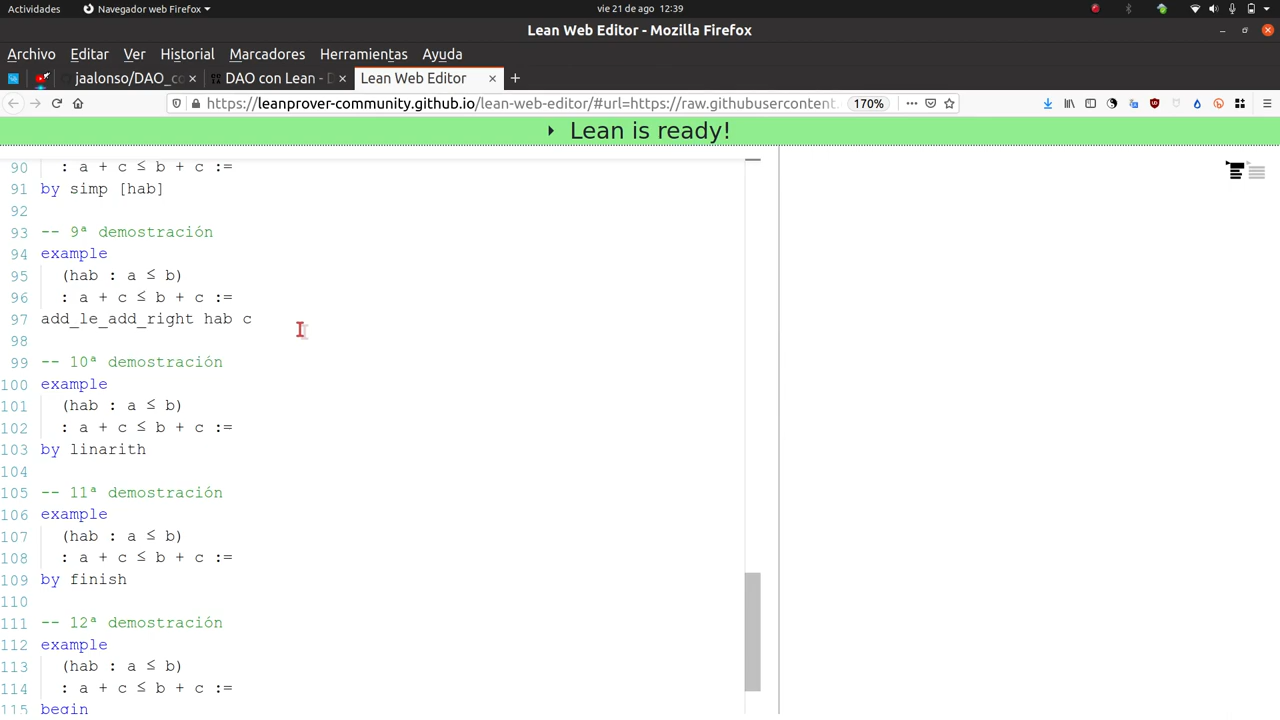 Actividades
Navegador web Firefox
vie 21 de ago 12:39
Lean Web Editor - Mozilla Firefox
Archivo Editar Ver Historial Marcadores Herramientas Ayuda
jaalonso/DAO_cc
DAO con Lean - D
Lean Web Editor
https://leanprover-community.github.io/lean-web-editor/#url=https://raw.githubusercontent.
170%
Lean is ready!
90 : a + c ≤ b + c :=
91 by simp [hab]
92
93 -- 9ª demostración
94 example
95 (hab : a ≤ b)
96 : a + c ≤ b + c :=
97 add_le_add_right hab c
98
99 -- 10ª demostración
100 example
101 (hab : a ≤ b)
102 : a + c ≤ b + c :=
103 by linarith
104
105 -- 11ª demostración
106 example
107 (hab : a ≤ b)
108 : a + c ≤ b + c :=
109 by finish
110
111 -- 12ª demostración
112 example
113 (hab : a ≤ b)
114 : a + c ≤ b + c :=
115 begin